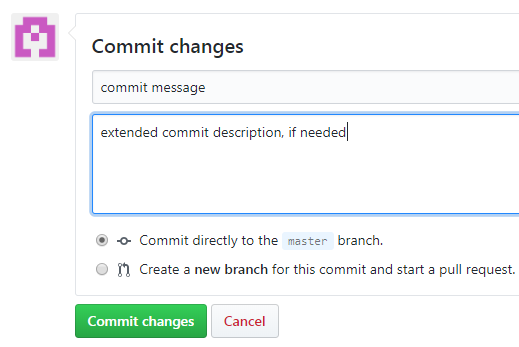 Commit changes
commit message
extended commit description, if needed
Commit directly to the master branch.
Create a new branch for this commit and start a pull request.
Commit changes Cancel